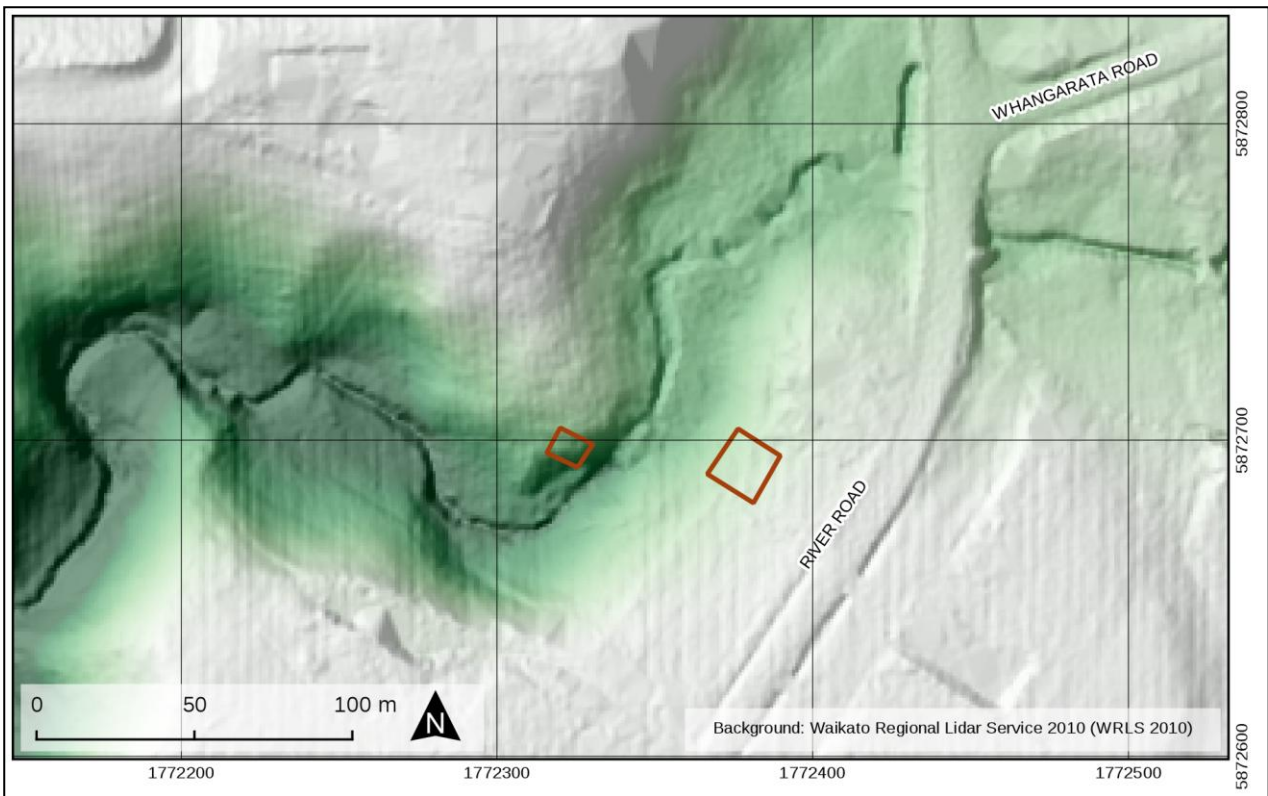 WHANGARATA ROAD
5872800
5872700
RIVER ROAD
0 50 100 m
N
Background: Waikato Regional Lidar Service 2010 (WRLS 2010)
5872600
1772200 1772300 1772400 1772500